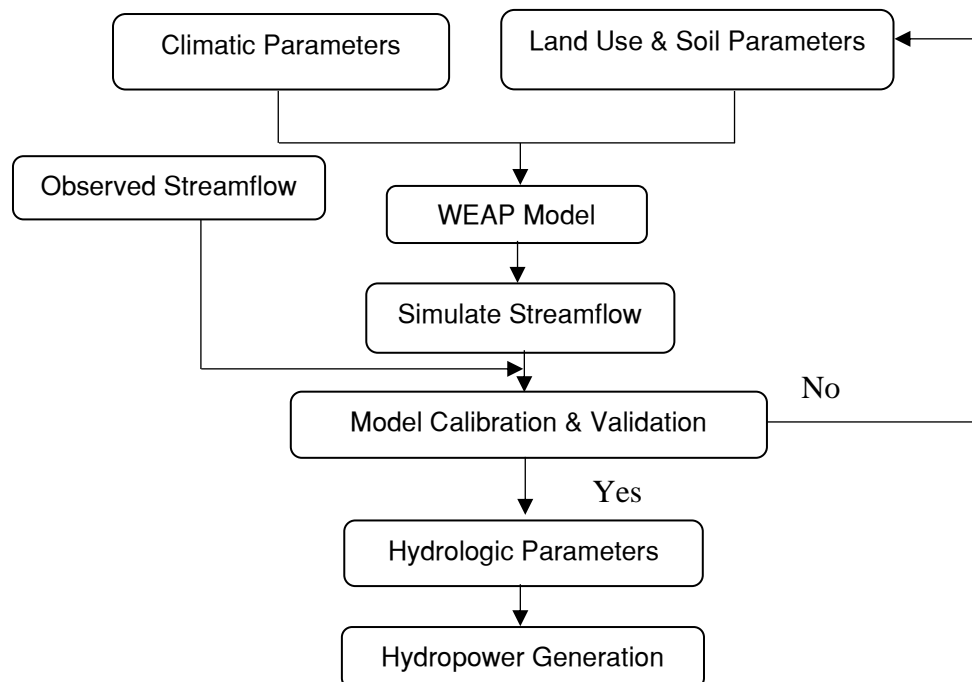 Climatic Parameters
Land Use & Soil Parameters
Observed Streamflow
WEAP Model
Simulate Streamflow
No
Model Calibration & Validation
Yes
Hydrologic Parameters
Hydropower Generation